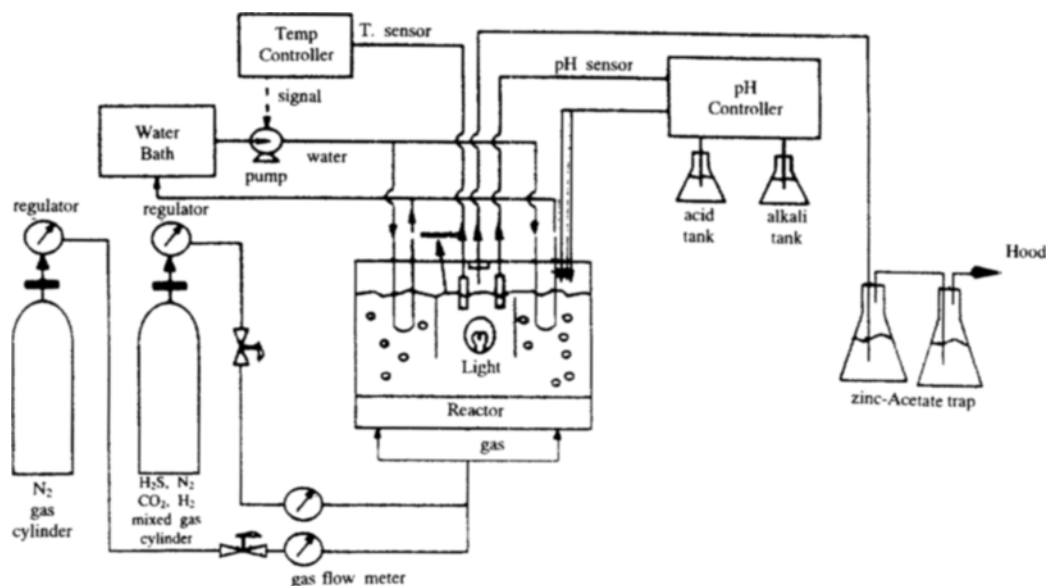 Temp
Controller
T. sensor
signal
pH sensor
pH
Controller
Water
Bath
water
pump
regulator
regulator
acid
tank
alkali
tank
Hood
Light
Reactor
zinc-Acetate trap
gas
N₂
gas
cylinder
H₂S, N₂
CO₂, H₂
mixed gas
cylinder
gas flow meter